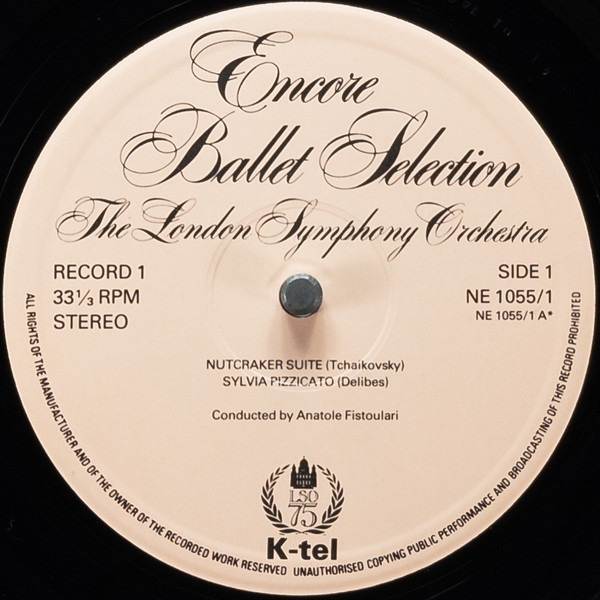 Encore
Ballet Selection
The London Symphony Orchestra
RECORD 1
33⅓ RPM
STEREO
SIDE 1
NE 1055/1
NE 1055/1 A*
NUTCRAKER SUITE (Tchaikovsky)
SYLVIA PIZZICATO (Delibes)
Conducted by Anatole Fistoulari
LSO
75
K-tel
ALL RIGHTS OF THE MANUFACTURER AND OF THE OWNER OF THE RECORDED WORK RESERVED UNAUTHORISED COPYING PUBLIC PERFORMANCE AND BROADCASTING OF THIS RECORD PROHIBITED